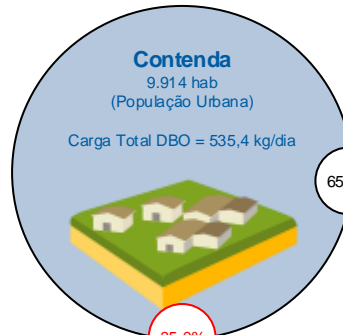 Contenda
9.914 hab
(População Urbana)
Carga Total DBO = 535,4 kg/dia
65